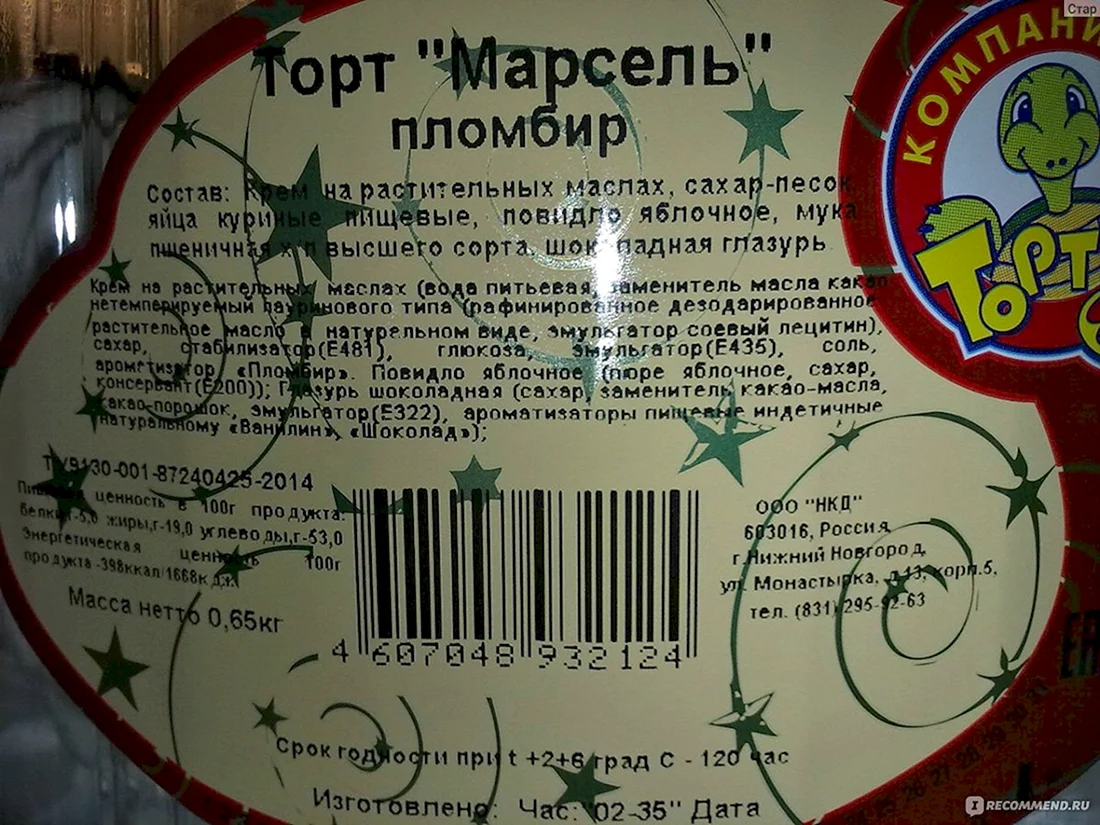 Стар
КОМПАНИ
Торт
Торт "Марсель"
пломбир
Состав: Крем на растительных маслах, сахар-песок,
яйца куриные пищевые, повидло яблочное, мука
пшеничная х/п высшего сорта, шоколадная глазурь
Крем на растительных маслах (вода питьевая, заменитель масла какао
нетемперируемый лауринового типа (рафинированное дезодарированное
растительное масло в натуральном виде, эмульгатор соевый лецитин),
сахар, стабилизатор(Е481), глюкоза, эмульгатор(Е435), соль,
ароматизатор «Пломбир». Повидло яблочное (пюре яблочное, сахар,
консервант(Е200)); Глазурь шоколадная (сахар, заменитель какао-масла,
какао-порошок, эмульгатор(Е322), ароматизаторы пищевые индетичные
натуральному «Ванилин», «Шоколад»);
ТУ9130-001-87240425-2014
Пищевая ценность в 100г продукта:
белки,г-5,0 жиры,г-19,0 углеводы,г-53,0
Энергетическая ценность 100г
продукта -398ккал/1668кДж
Масса нетто 0,65кг
4 607048 932124
ООО "НКД"
603016, Россия
г.Нижний Новгород,
ул. Монастырка, д.13, корп.5,
тел. (831) 295-92-63
Срок годности при t +2+6 град С - 120 час
Изготовлено: Час: "02-35" Дата
26 27 28 29 30
IRECOMMEND.RU